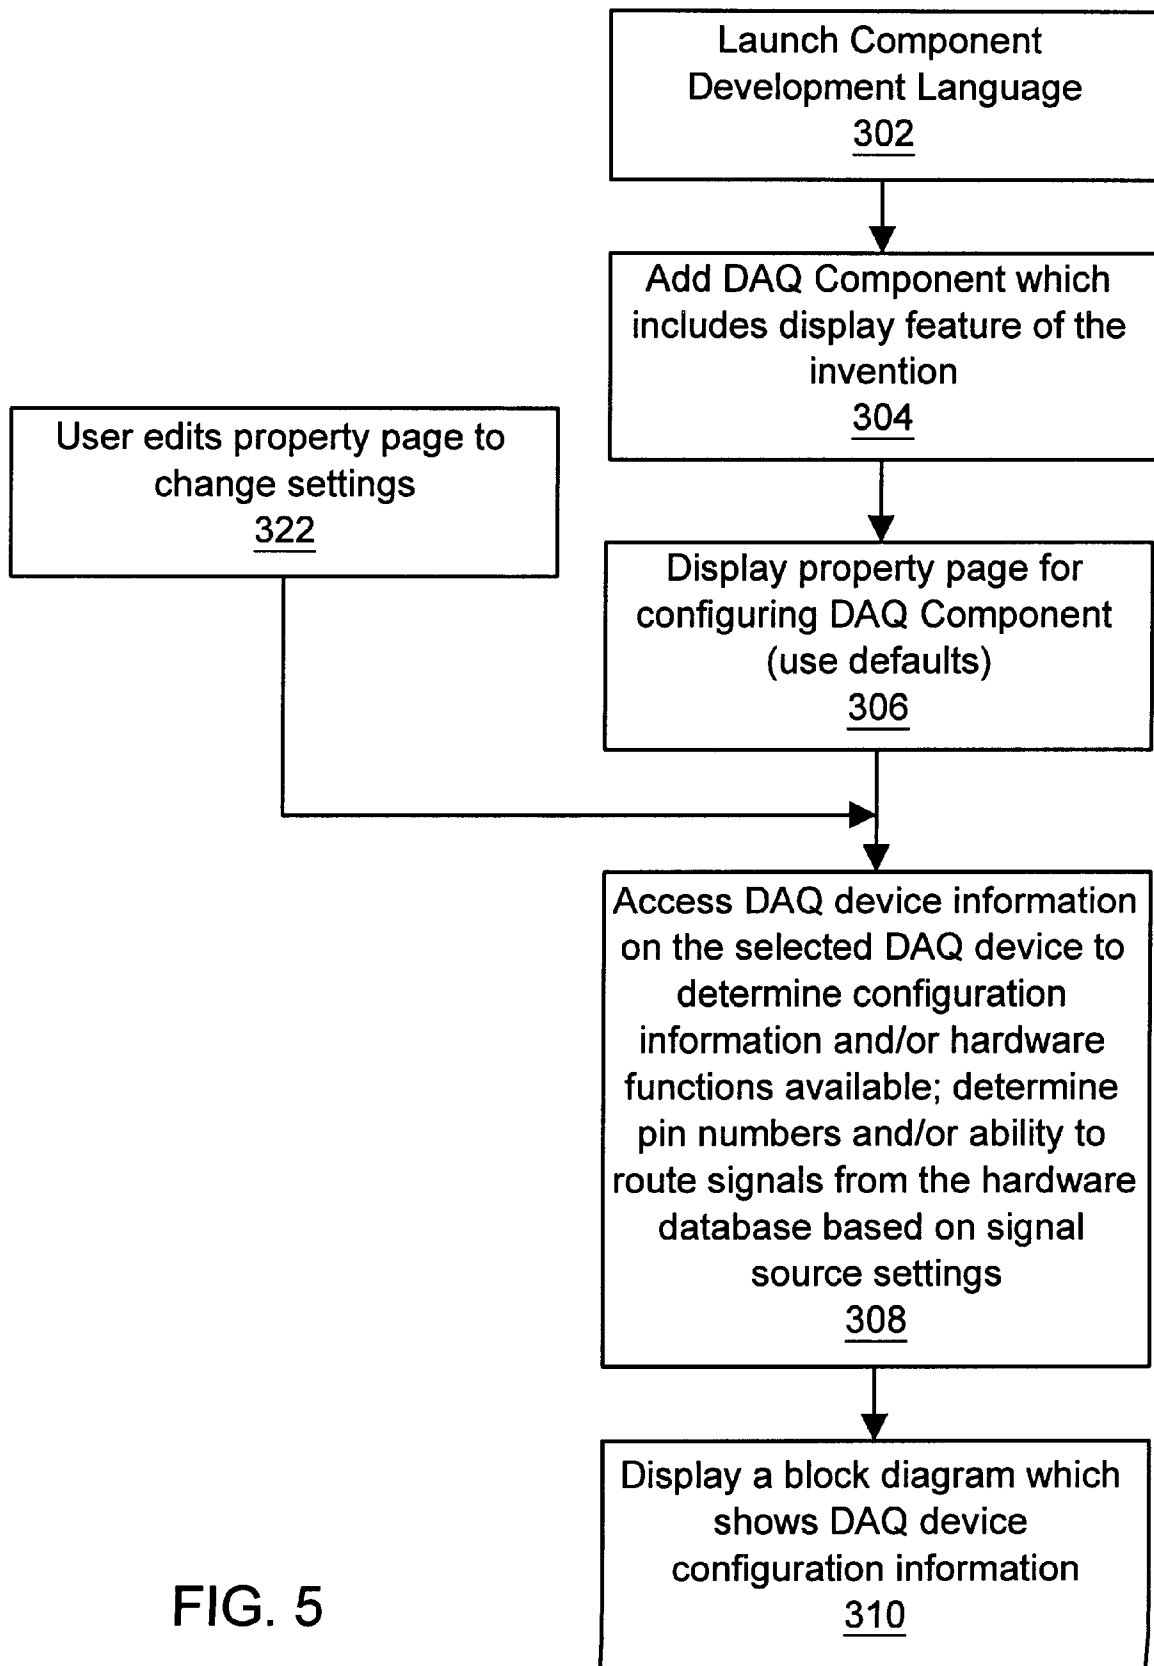 Launch Component
Development Language
302
Add DAQ Component which
includes display feature of the
invention
304
User edits property page to
change settings
322
Display property page for
configuring DAQ Component
(use defaults)
306
Access DAQ device information
on the selected DAQ device to
determine configuration
information and/or hardware
functions available; determine
pin numbers and/or ability to
route signals from the hardware
database based on signal
source settings
308
Display a block diagram which
shows DAQ device
configuration information
310
FIG. 5